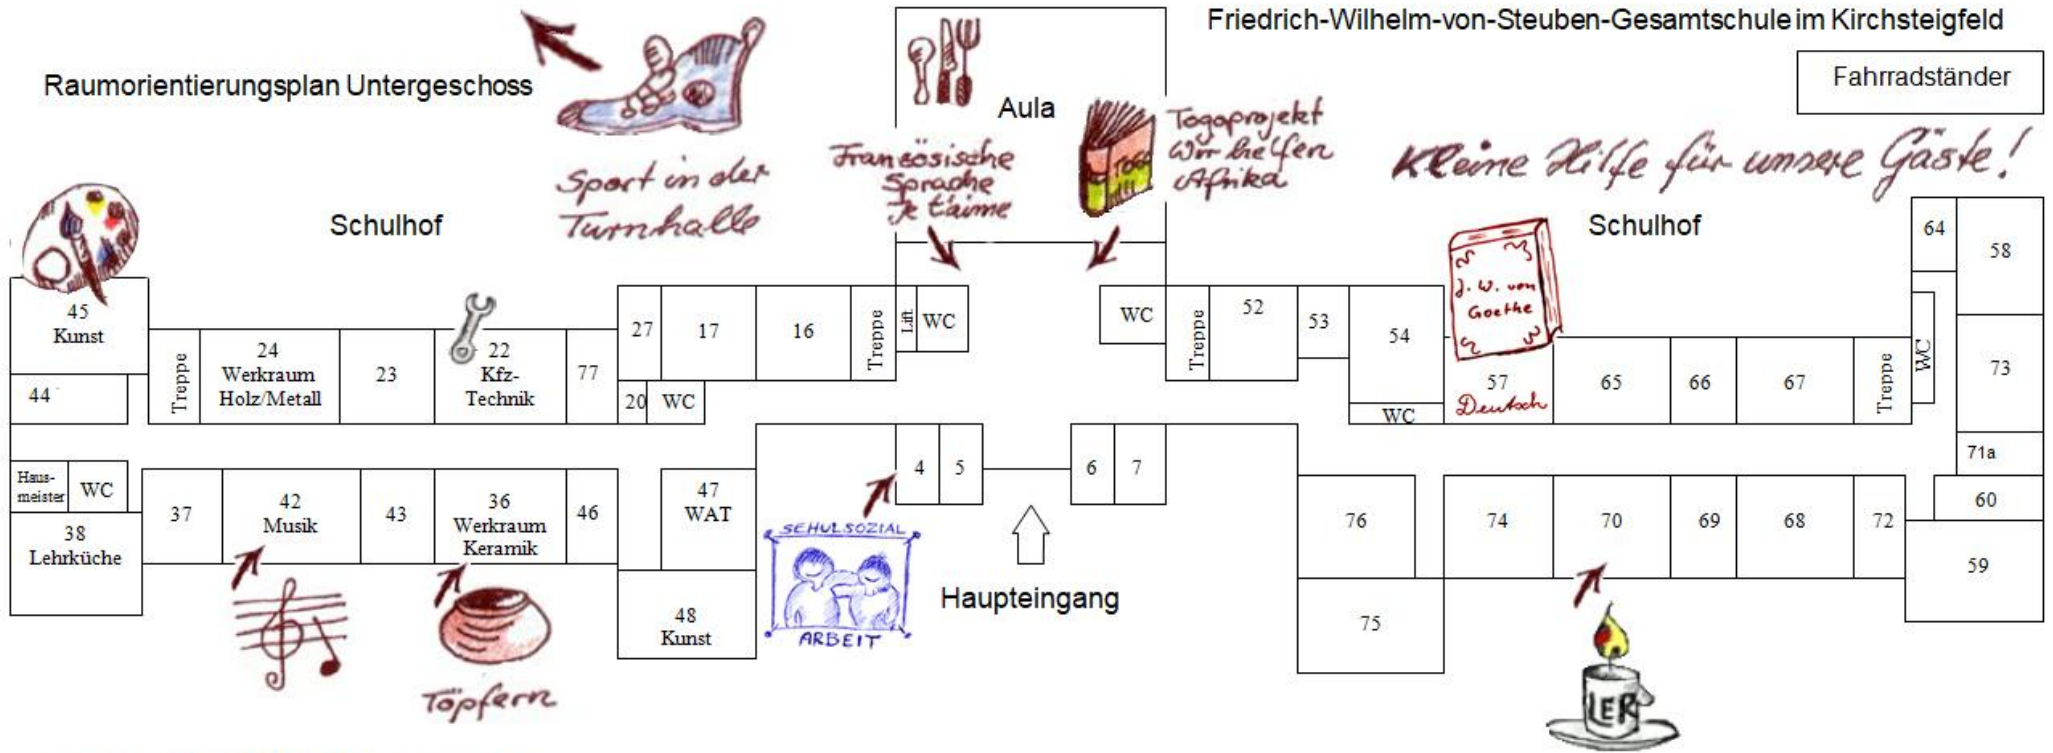 Friedrich-Wilhelm-von-Steuben-Gesamtschule im Kirchsteigfeld
Raumorientierungsplan Untergeschoss
Fahrradständer
Aula
Togoprojekt
Wir helfen
Afrika
TOGO
!!!
Kleine Hilfe für unsere Gäste!
Französische
Sprache
Je t'aime
Sport in der
Turnhalle
Schulhof
Schulhof
64
58
J. W. von
Goethe
45
Kunst
27
17
16
Treppe
Lift
WC
WC
Treppe
52
53
54
Treppe
24
Werkraum
Holz/Metall
23
22
Kfz-
Technik
77
57
Deutsch
65
66
67
Treppe
WC
73
44
20
WC
WC
71a
Haus-
meister
WC
4
5
6
7
37
42
Musik
43
36
Werkraum
Keramik
46
47
WAT
76
74
70
69
68
72
60
38
Lehrküche
SCHULSOZIAL
ARBEIT
Haupteingang
59
48
Kunst
75
Töpfern
LER